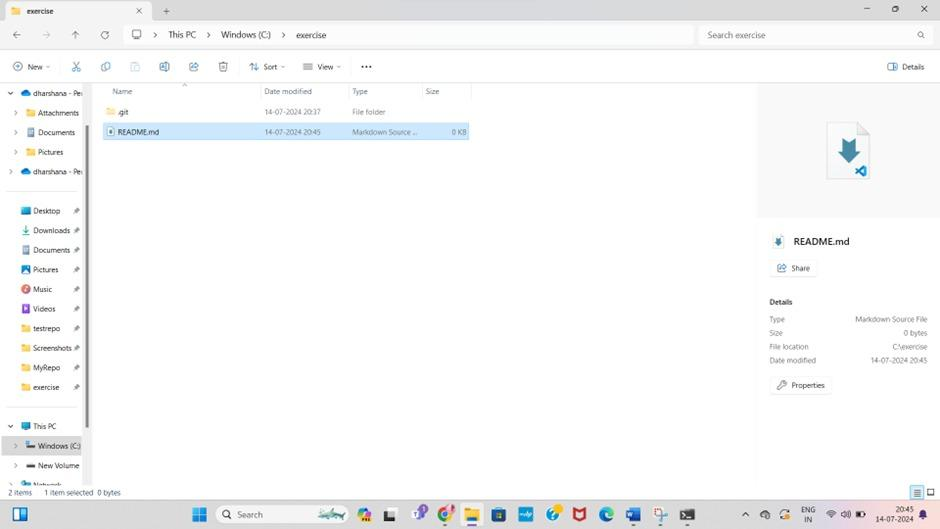 exercise
This PC > Windows (C:) > exercise
Search exercise
New
Sort
View
Details
Name Date modified Type Size
.git 14-07-2024 20:37 File folder
README.md 14-07-2024 20:45 Markdown Source ... 0 KB
dharshana - Per
Attachments
Documents
Pictures
dharshana - Per
Desktop
Downloads
Documents
Pictures
Music
Videos
testrepo
Screenshots
MyRepo
exercise
This PC
Windows (C:)
New Volume
Network
README.md
Share
Details
Type Markdown Source File
Size 0 bytes
File location C:\exercise
Date modified 14-07-2024 20:45
Properties
2 items 1 item selected 0 bytes
Search
ENG
IN
20:45
14-07-2024